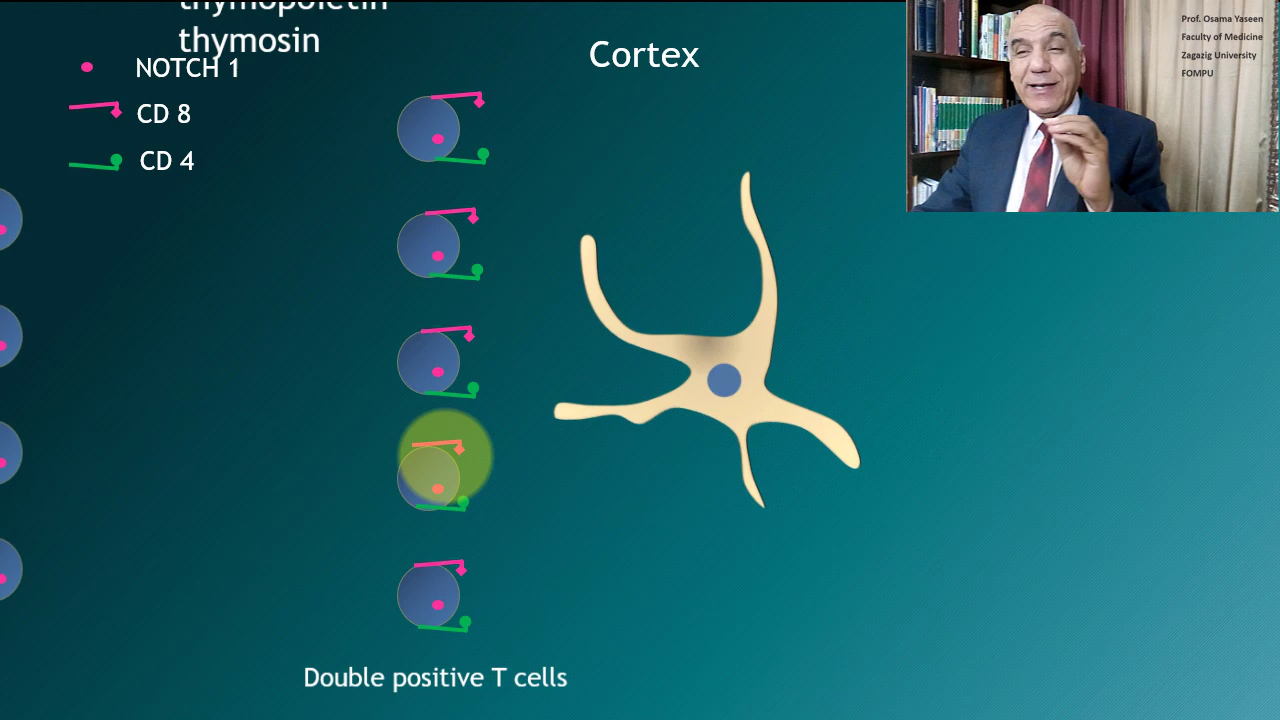 thymopoietin
thymosin
NOTCH 1
CD 8
CD 4
Cortex
Prof. Osama Yaseen
Faculty of Medicine
Zagazig University
FOMPU
Double positive T cells